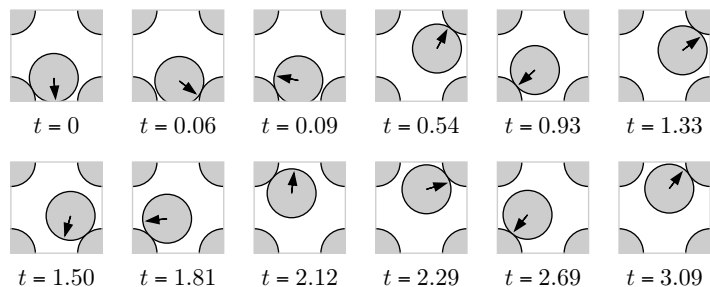 t = 0 t = 0.06 t = 0.09 t = 0.54 t = 0.93 t = 1.33
t = 1.50 t = 1.81 t = 2.12 t = 2.29 t = 2.69 t = 3.09